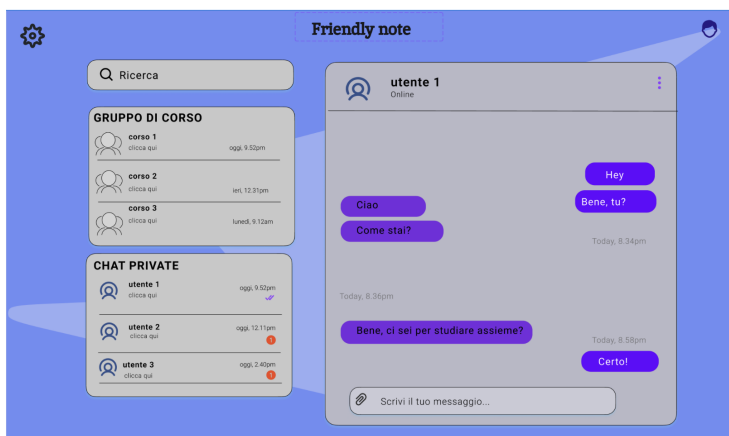 Friendly note
Ricerca
GRUPPO DI CORSO
corso 1
clicca qui
oggi, 9.52pm
corso 2
clicca qui
ieri, 12.31pm
corso 3
clicca qui
lunedì, 9.12am
CHAT PRIVATE
utente 1
clicca qui
oggi, 9.52pm
utente 2
clicca qui
oggi, 12.11pm
1
utente 3
clicca qui
oggi, 2.40pm
1
utente 1
Online
Hey
Ciao
Bene, tu?
Come stai?
Today, 8.34pm
Today, 8.36pm
Bene, ci sei per studiare assieme?
Today, 8.58pm
Certo!
Scrivi il tuo messaggio...